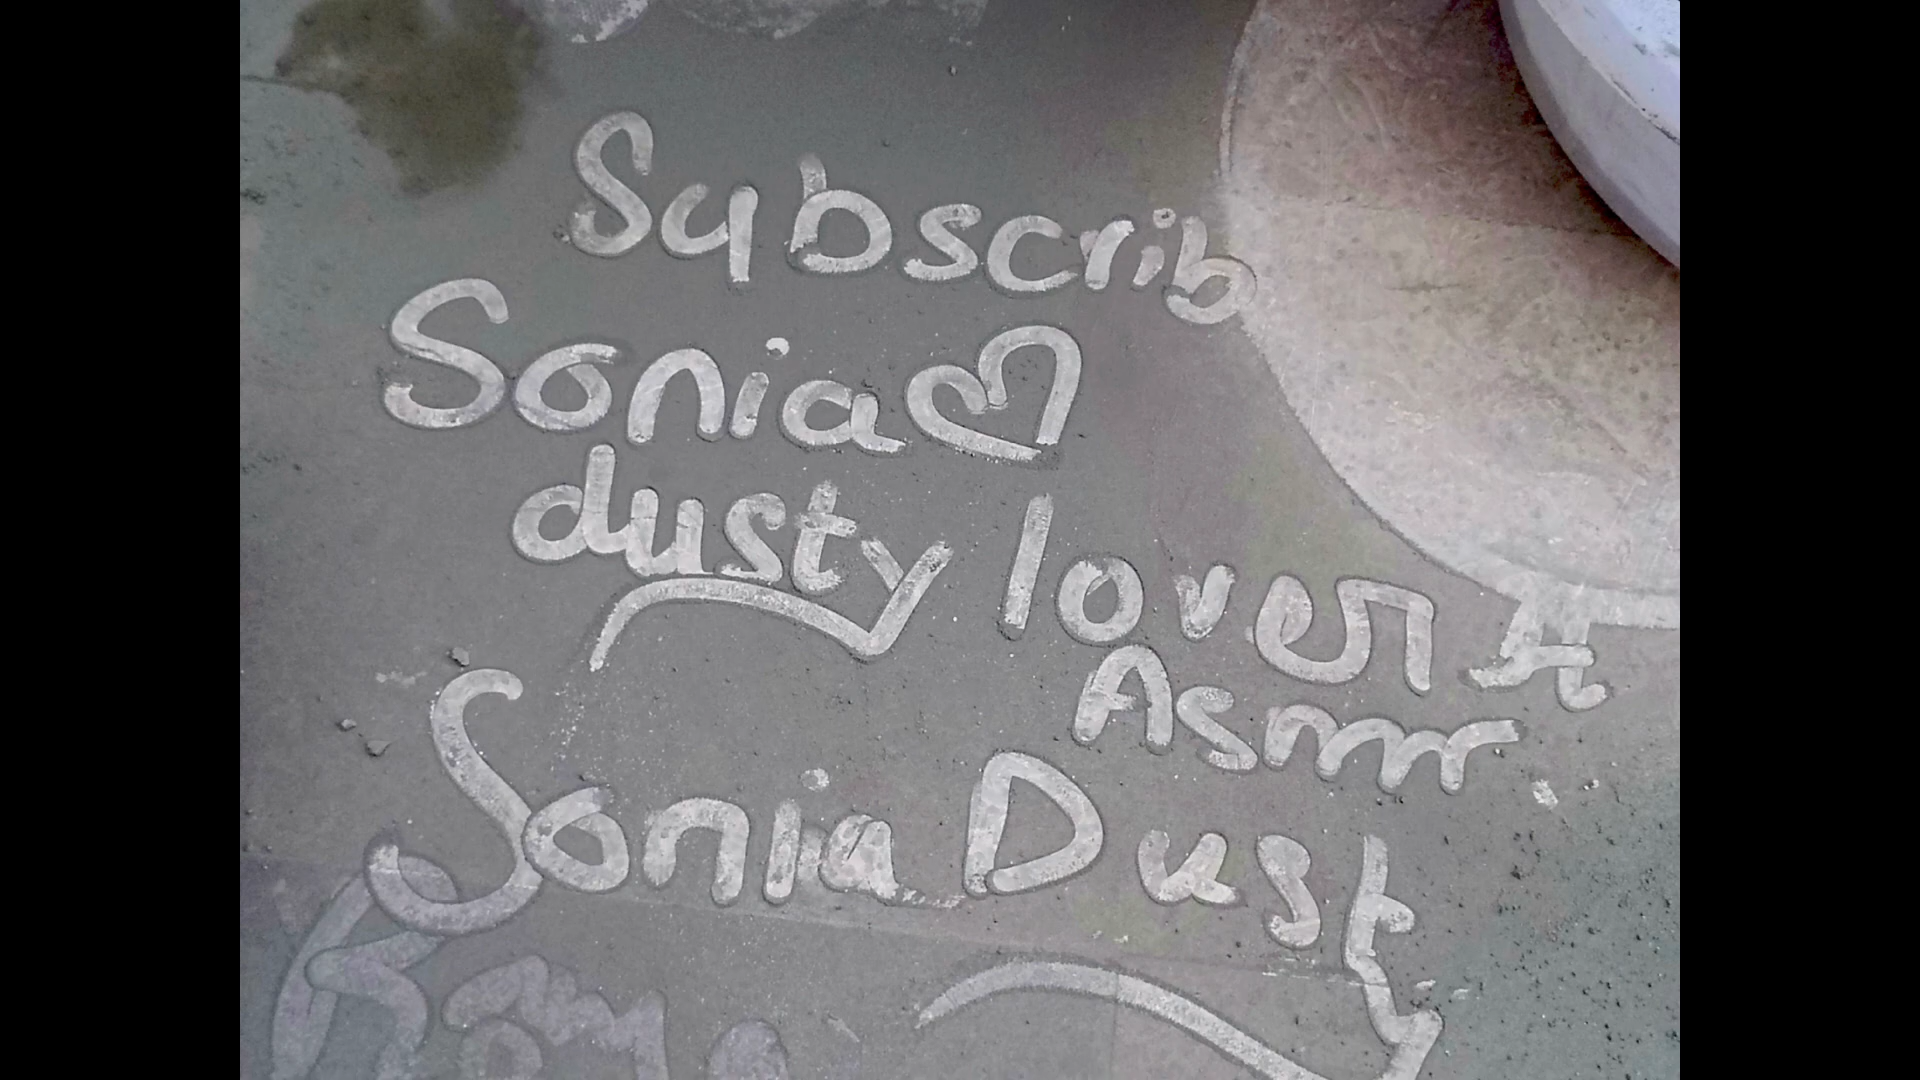 Subscrib
Sonia♡
dusty lover
Asmr
Sonia Dust